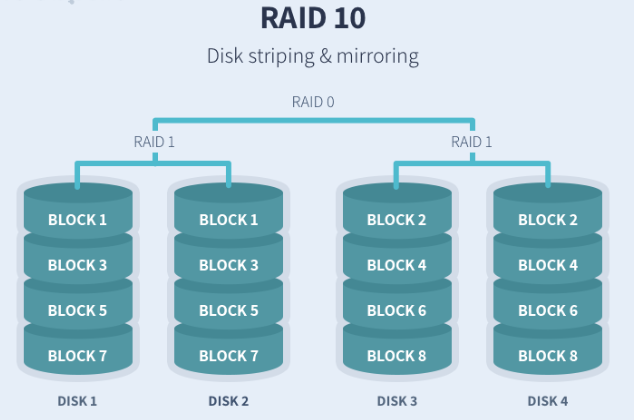 RAID 10
Disk striping & mirroring
RAID 0
RAID 1 RAID 1
BLOCK 1 BLOCK 1 BLOCK 2 BLOCK 2
BLOCK 3 BLOCK 3 BLOCK 4 BLOCK 4
BLOCK 5 BLOCK 5 BLOCK 6 BLOCK 6
BLOCK 7 BLOCK 7 BLOCK 8 BLOCK 8
DISK 1 DISK 2 DISK 3 DISK 4